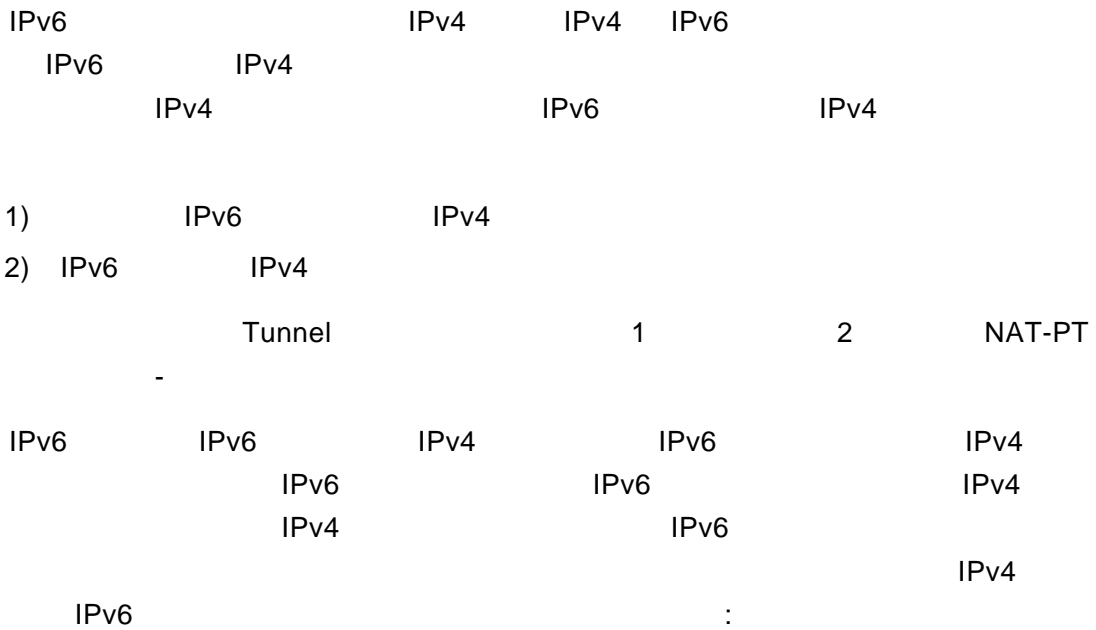 IPv6 IPv4 IPv4 IPv6
IPv6 IPv4
IPv4 IPv6 IPv4
1) IPv6 IPv4
2) IPv6 IPv4
Tunnel 1 2 NAT-PT
-
IPv6 IPv6 IPv4 IPv6 IPv4
IPv6 IPv6 IPv4
IPv4 IPv6
IPv4
IPv6 :